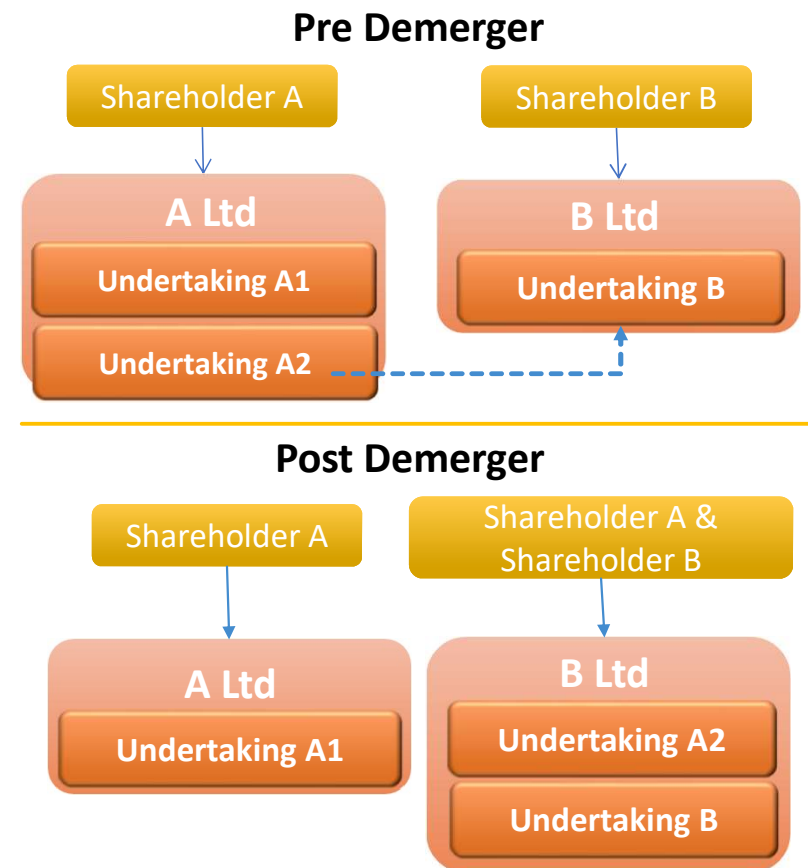 Pre Demerger
Shareholder A
Shareholder B
A Ltd
B Ltd
Undertaking A1
Undertaking B
Undertaking A2
Post Demerger
Shareholder A
Shareholder A &
Shareholder B
A Ltd
B Ltd
Undertaking A1
Undertaking A2
Undertaking B